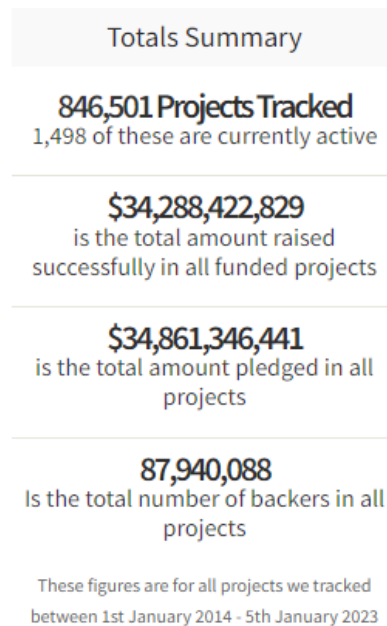 Totals Summary
846,501 Projects Tracked
1,498 of these are currently active
$34,288,422,829
is the total amount raised
successfully in all funded projects
$34,861,346,441
is the total amount pledged in all
projects
87,940,088
Is the total number of backers in all
projects
These figures are for all projects we tracked
between 1st January 2014 - 5th January 2023